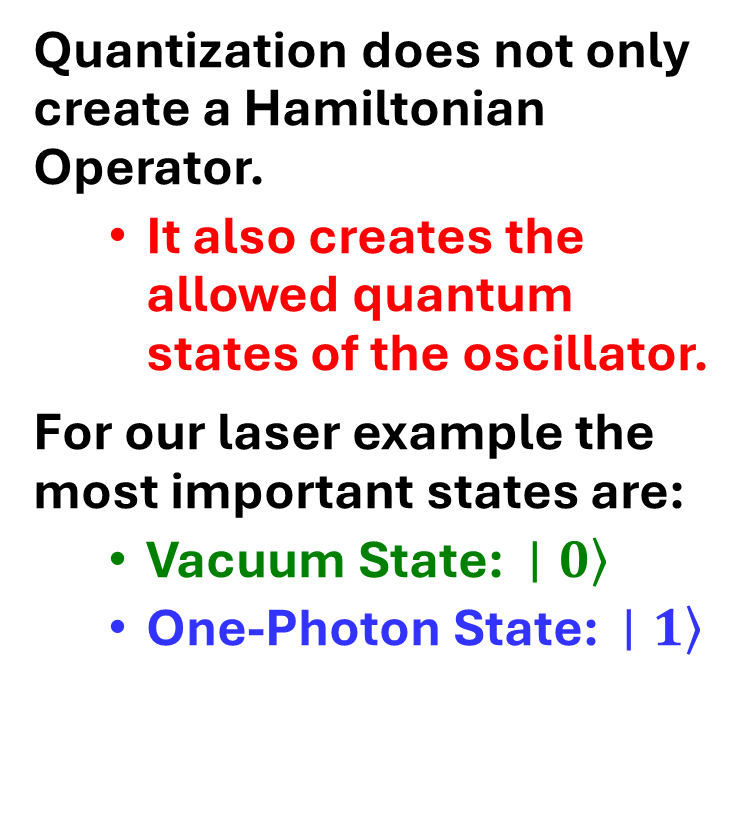 Quantization does not only
create a Hamiltonian
Operator.
• It also creates the
allowed quantum
states of the oscillator.
For our laser example the
most important states are:
• Vacuum State: | 0⟩
• One-Photon State: | 1⟩